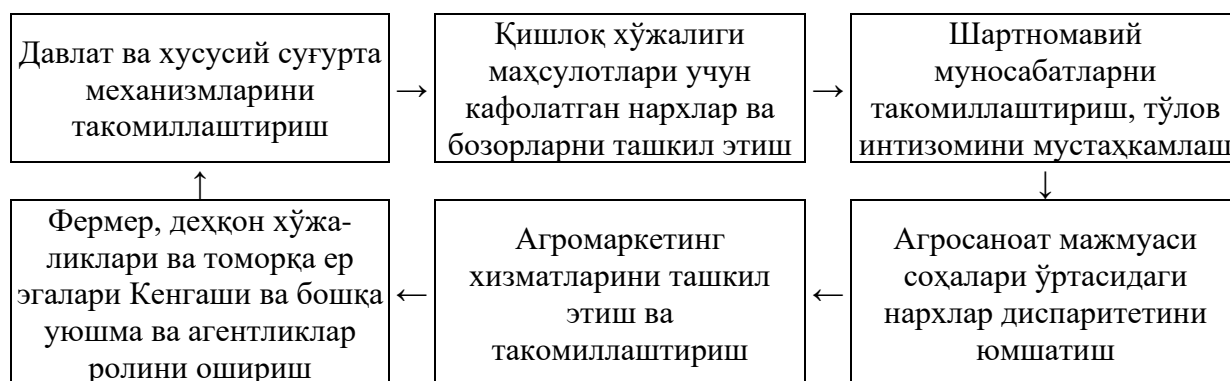 Давлат ва хусусий суғурта
механизмларини
такомиллаштириш
→
Қишлоқ хўжалиги
маҳсулотлари учун
кафолатган нархлар ва
бозорларни ташкил этиш
→
Шартномавий
муносабатларни
такомиллаштириш, тўлов
интизомини мустаҳкамлаш
↓
Агросаноат мажмуаси
соҳалари ўртасидаги
нархлар диспаритетини
юмшатиш
←
Агромаркетинг
хизматларини ташкил
этиш ва
такомиллаштириш
←
Фермер, деҳқон хўжа-
ликлари ва томорқа ер
эгалари Кенгаши ва бошқа
уюшма ва агентликлар
ролини ошириш
↑